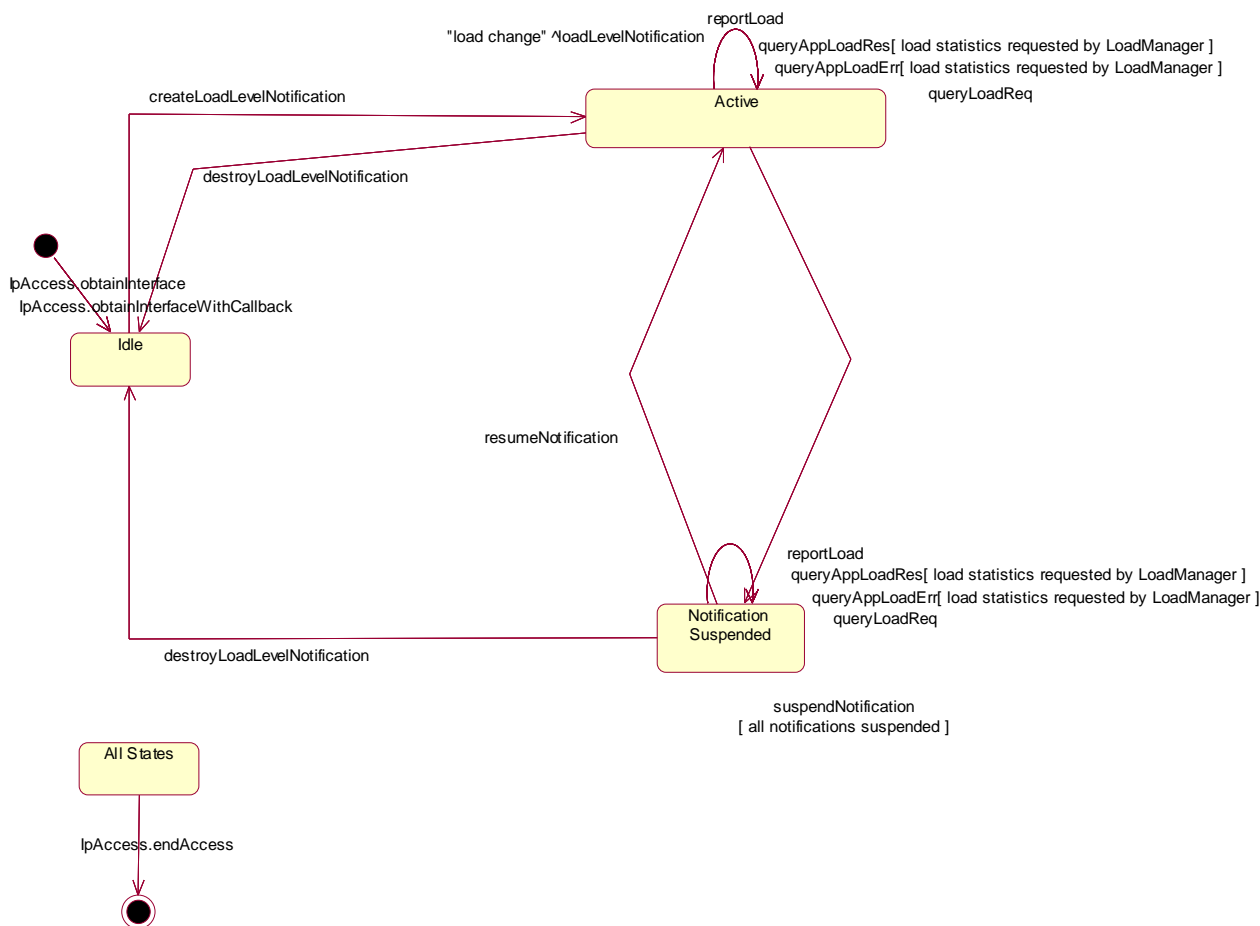 reportLoad
"load change" ^loadLevelNotification
queryAppLoadRes[ load statistics requested by LoadManager ]
queryAppLoadErr[ load statistics requested by LoadManager ]
queryLoadReq
createLoadLevelNotification
Active
destroyLoadLevelNotification
IpAccess.obtainInterface
IpAccess.obtainInterfaceWithCallback
Idle
resumeNotification
reportLoad
queryAppLoadRes[ load statistics requested by LoadManager ]
queryAppLoadErr[ load statistics requested by LoadManager ]
queryLoadReq
Notification
Suspended
destroyLoadLevelNotification
suspendNotification
[ all notifications suspended ]
All States
IpAccess.endAccess